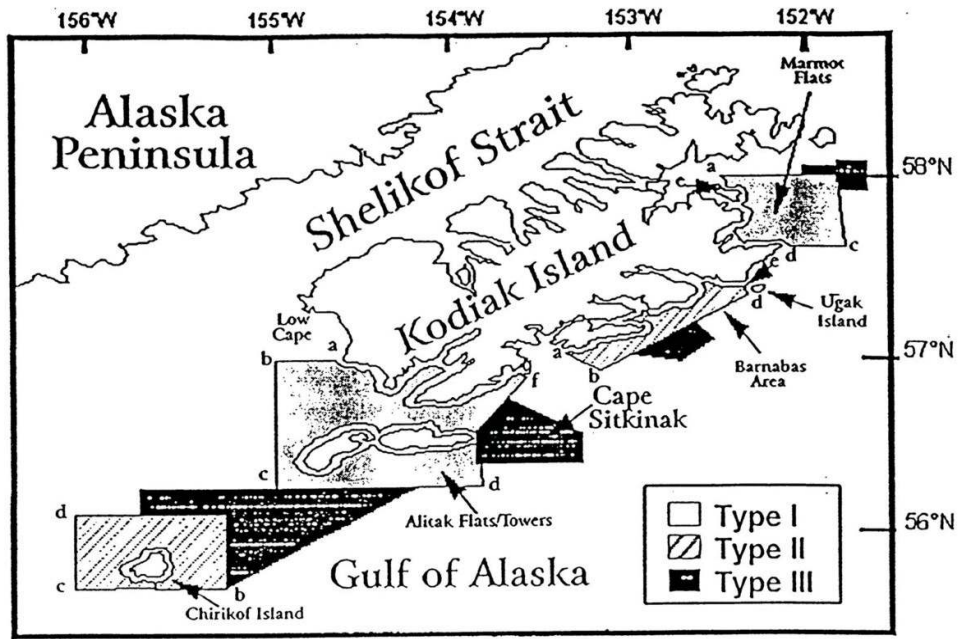 156°W
155°W
154°W
153°W
152°W
Marmot
Flats
Alaska
Peninsula
Shelikof Strait
58°N
a
c
d
e
d
Ugak
Island
Kodiak Island
Low
Cape
a
b
a
b
57°N
Barnabas
Area
f
Cape
Sitkinak
c
d
Alitak Flats/Towers
d
56°N
Type I
Type II
Type III
Gulf of Alaska
c
b
Chirikof Island